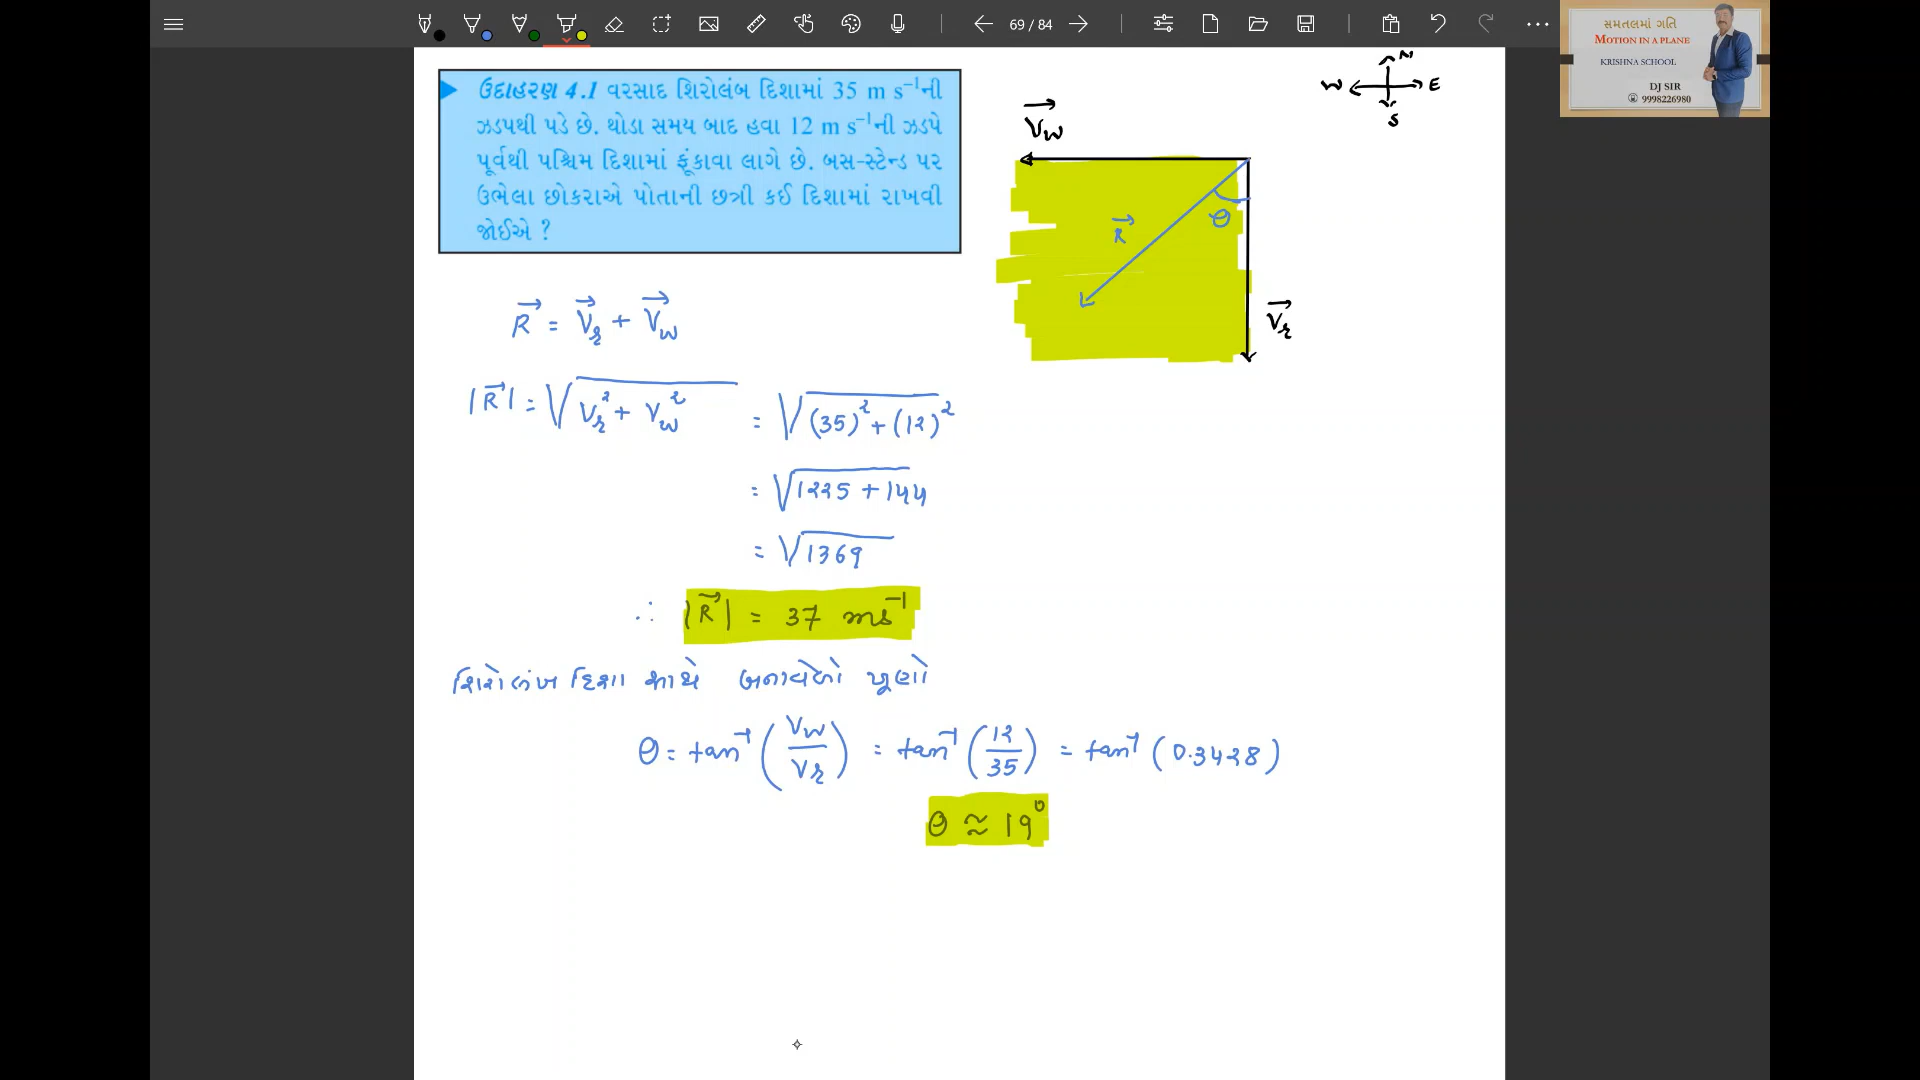 69 / 84
સમતલમાં ગતિ
MOTION IN A PLANE
KRISHNA SCHOOL
DJ SIR
9998226980
ઉદાહરણ 4.1 વરસાદ શિરોલંબ દિશામાં 35 m s⁻¹ની
ઝડપથી પડે છે. થોડા સમય બાદ હવા 12 m s⁻¹ની ઝડપે
પૂર્વથી પશ્ચિમ દિશામાં ફૂંકાવા લાગે છે. બસ-સ્ટેન્ડ પર
ઉભેલા છોકરાએ પોતાની છત્રી કઈ દિશામાં રાખવી
જોઈએ ?
N
W E
S
V⃗w
θ
R⃗
V⃗r
R⃗ = V⃗r + V⃗w
|R⃗| = √(Vr² + Vw²) = √((35)² + (12)²)
= √(1225 + 144)
= √1369
∴ |R⃗| = 37 ms⁻¹
શિરોલંબ દિશા સાથે બનાવેલો ખૂણો
θ = tan⁻¹ (Vw/Vr) = tan⁻¹ (12/35) = tan⁻¹ (0.3428)
θ ≈ 19°